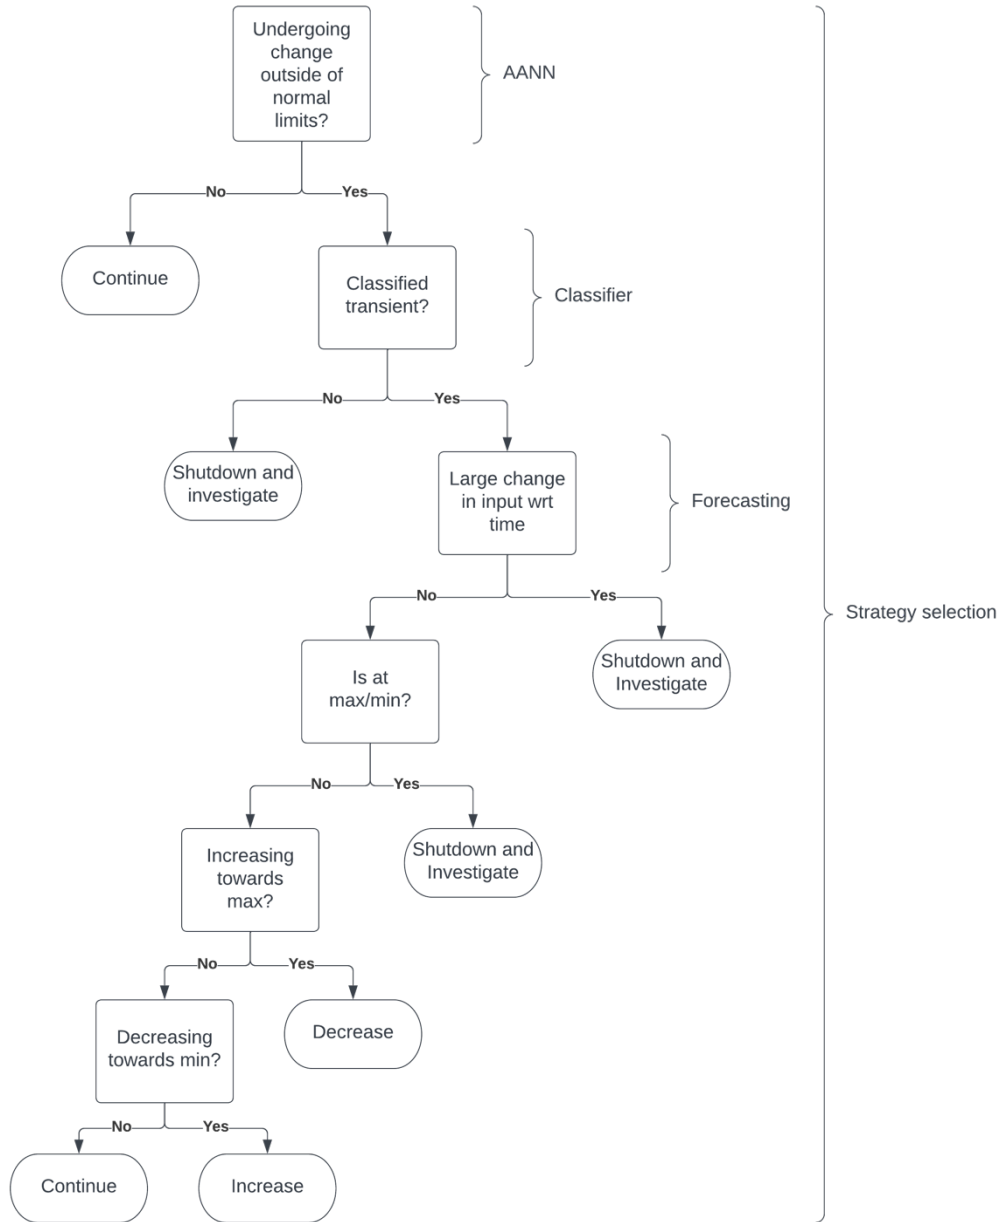 Undergoing
change
outside of
normal
limits?
AANN
No
Yes
Continue
Classified
transient?
Classifier
No
Yes
Shutdown and
investigate
Large change
in input wrt
time
Forecasting
No
Yes
Strategy selection
Is at
max/min?
Shutdown and
Investigate
No
Yes
Increasing
towards
max?
Shutdown and
Investigate
No
Yes
Decreasing
towards min?
Decrease
No
Yes
Continue
Increase